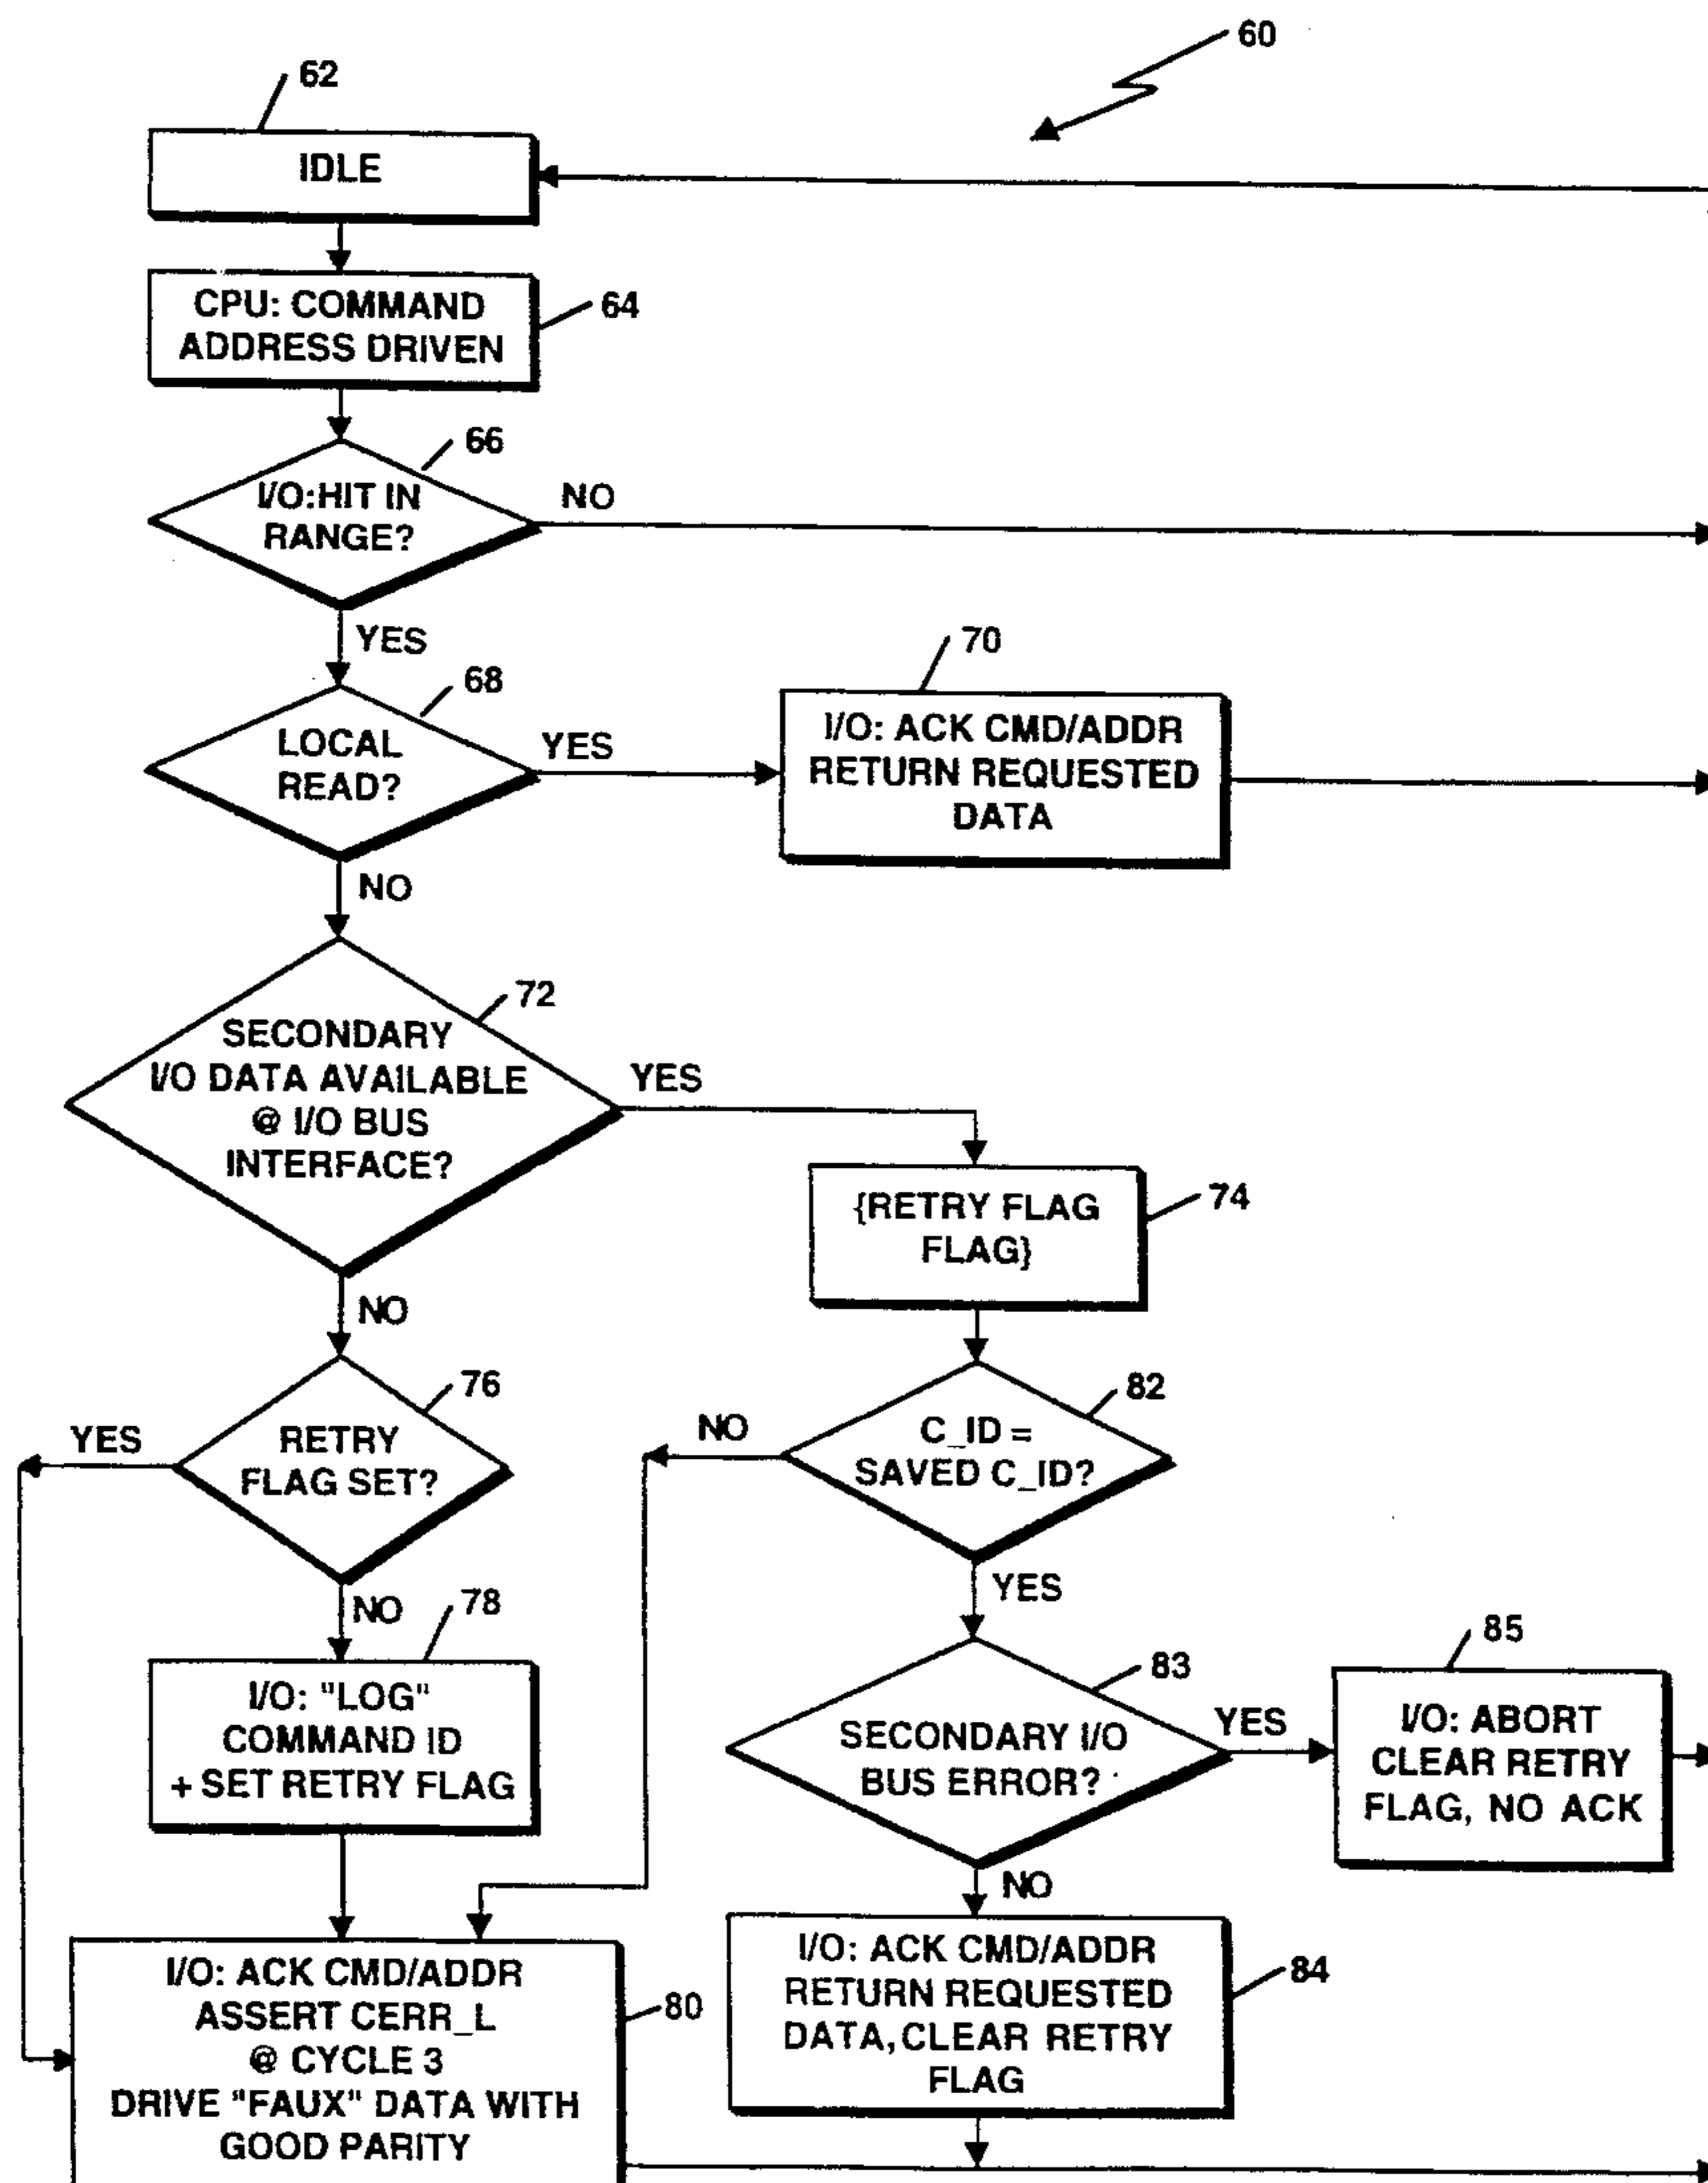 60
62
IDLE
CPU: COMMAND
ADDRESS DRIVEN
64
66
I/O:HIT IN
RANGE?
NO
YES
68
LOCAL
READ?
YES
70
I/O: ACK CMD/ADDR
RETURN REQUESTED
DATA
NO
72
SECONDARY
I/O DATA AVAILABLE
@ I/O BUS
INTERFACE?
YES
74
{RETRY FLAG
FLAG}
NO
76
RETRY
FLAG SET?
YES
82
C_ID =
SAVED C_ID?
NO
YES
NO
78
I/O: "LOG"
COMMAND ID
+ SET RETRY FLAG
83
SECONDARY I/O
BUS ERROR?
YES
85
I/O: ABORT
CLEAR RETRY
FLAG, NO ACK
NO
I/O: ACK CMD/ADDR
ASSERT CERR_L
@ CYCLE 3
DRIVE "FAUX" DATA WITH
GOOD PARITY
80
I/O: ACK CMD/ADDR
RETURN REQUESTED
DATA, CLEAR RETRY
FLAG
84